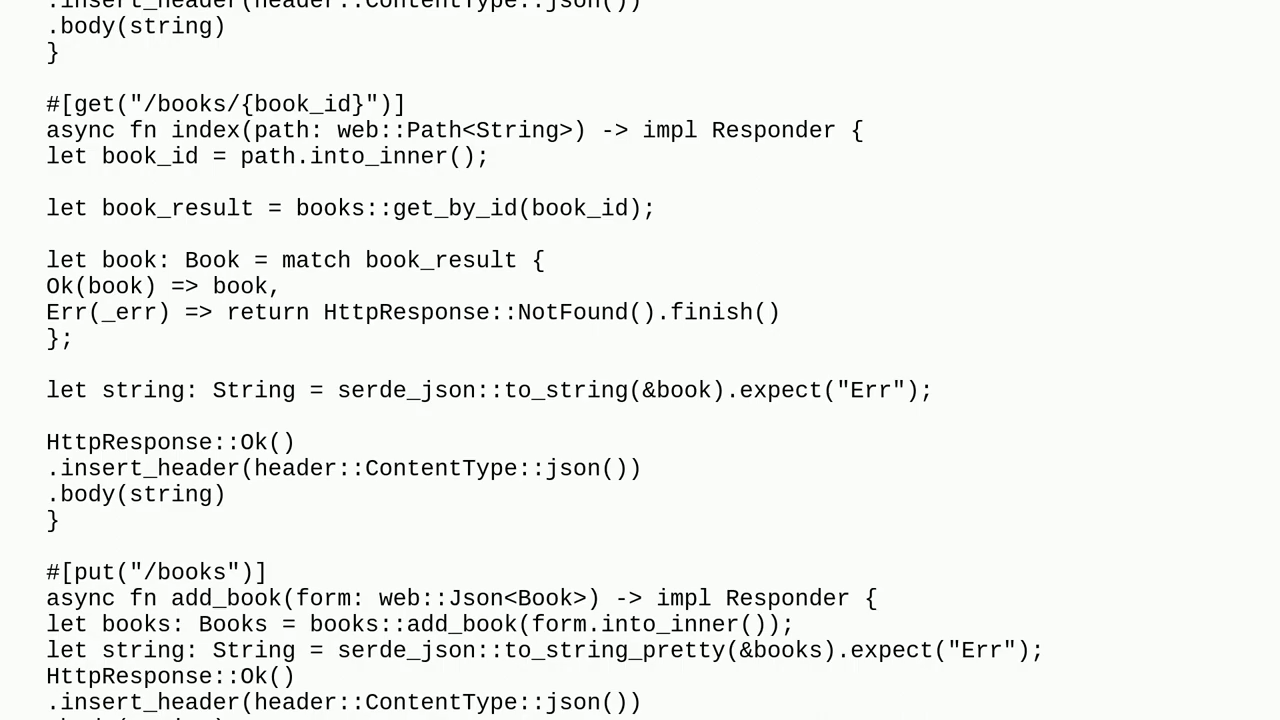 .insert_header(header::ContentType::json())
.body(string)
}
#[get("/books/{book_id}")]
async fn index(path: web::Path<String>) -> impl Responder {
let book_id = path.into_inner();
let book_result = books::get_by_id(book_id);
let book: Book = match book_result {
Ok(book) => book,
Err(_err) => return HttpResponse::NotFound().finish()
};
let string: String = serde_json::to_string(&book).expect("Err");
HttpResponse::Ok()
.insert_header(header::ContentType::json())
.body(string)
}
#[put("/books")]
async fn add_book(form: web::Json<Book>) -> impl Responder {
let books: Books = books::add_book(form.into_inner());
let string: String = serde_json::to_string_pretty(&books).expect("Err");
HttpResponse::Ok()
.insert_header(header::ContentType::json())